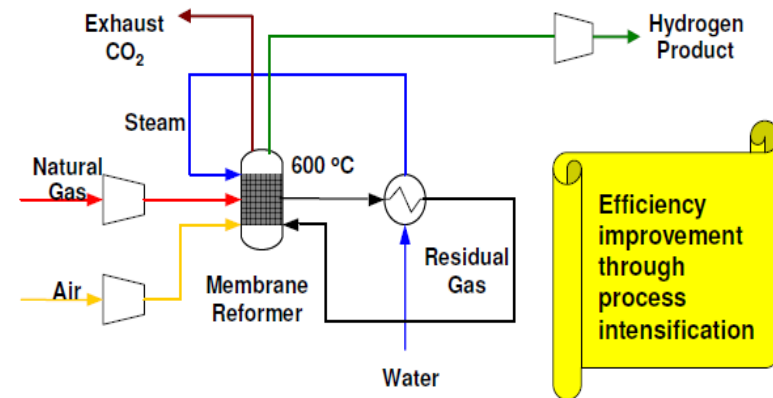 Exhaust
CO₂
Hydrogen
Product
Steam
Natural
Gas
600 ºC
Air
Membrane
Reformer
Residual
Gas
Water
Efficiency
improvement
through
process
intensification